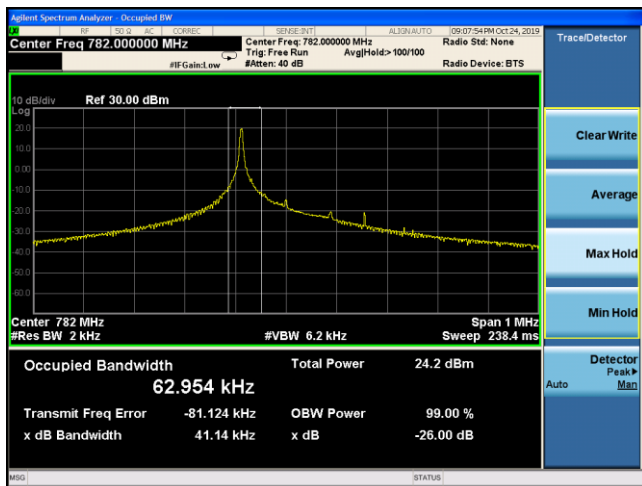 Agilent Spectrum Analyzer - Occupied BW
RF 50 Ω AC CORREC SENSE:INT ALIGN AUTO 09:07:54 PM Oct 24, 2019
Center Freq 782.000000 MHz Center Freq: 782.000000 MHz Radio Std: None
Trig: Free Run Avg|Hold:> 100/100
#IFGain:Low #Atten: 40 dB Radio Device: BTS
Trace/Detector
10 dB/div Ref 30.00 dBm
Log
20.0
10.0
0.00
-10.0
-20.0
-30.0
-40.0
-50.0
-60.0
Center 782 MHz Span 1 MHz
#Res BW 2 kHz #VBW 6.2 kHz Sweep 238.4 ms
Occupied Bandwidth Total Power 24.2 dBm
62.954 kHz
Transmit Freq Error -81.124 kHz OBW Power 99.00 %
x dB Bandwidth 41.14 kHz x dB -26.00 dB
Clear Write
Average
Max Hold
Min Hold
Detector
Peak▶
Auto Man
MSG STATUS